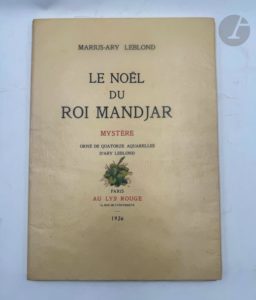 MARIUS-ARY LEBLOND
LE NOËL
DU
ROI MANDJAR
MYSTÈRE
ORNÉ DE QUATORZE AQUARELLES
D'ARY LEBLOND
PARIS
AU LYS ROUGE
1926